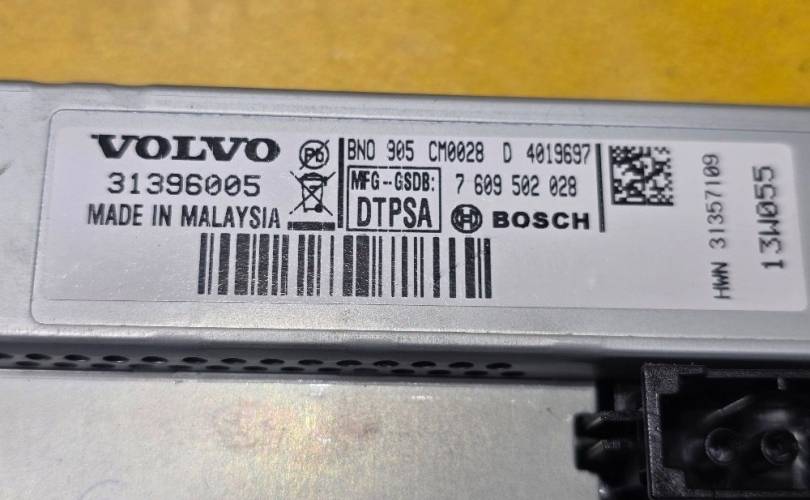 VOLVO
31396005
MADE IN MALAYSIA
Pb
BNO 905 CM0028 D 4019697
MFG-GSDB:
DTPSA
7 609 502 028
BOSCH
HWN 31357109
13W055